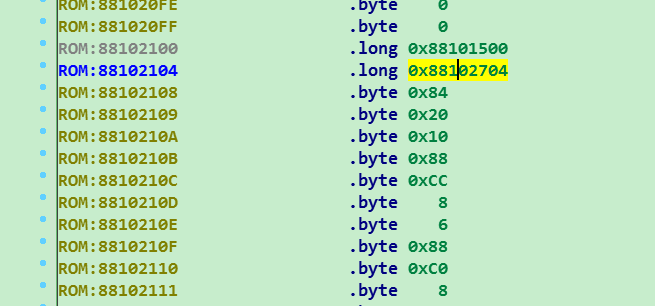 ROM:881020FE .byte 0
ROM:881020FF .byte 0
ROM:88102100 .long 0x88101500
ROM:88102104 .long 0x88102704
ROM:88102108 .byte 0x84
ROM:88102109 .byte 0x20
ROM:8810210A .byte 0x10
ROM:8810210B .byte 0x88
ROM:8810210C .byte 0xCC
ROM:8810210D .byte 8
ROM:8810210E .byte 6
ROM:8810210F .byte 0x88
ROM:88102110 .byte 0xC0
ROM:88102111 .byte 8